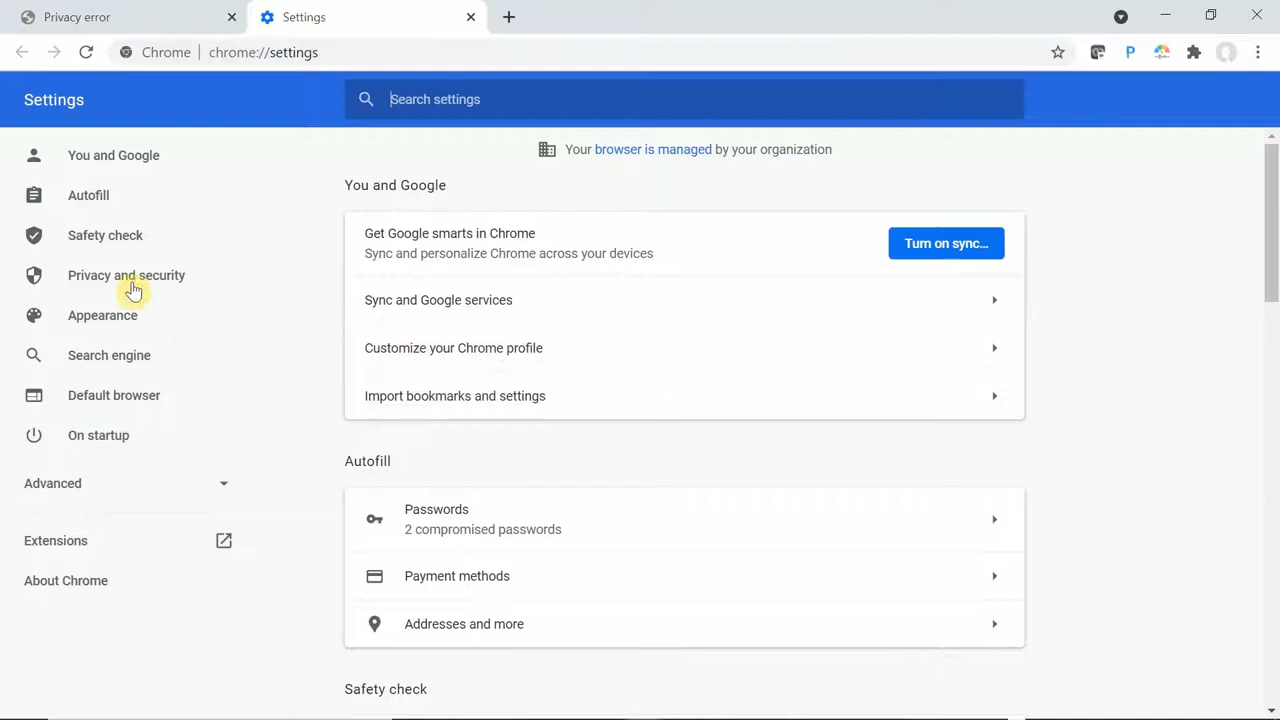 Privacy error
Settings
Chrome | chrome://settings
P
Settings
Search settings
You and Google
Autofill
Safety check
Privacy and security
Appearance
Search engine
Default browser
On startup
Advanced
Extensions
About Chrome
Your browser is managed by your organization
You and Google
Get Google smarts in Chrome
Sync and personalize Chrome across your devices
Turn on sync...
Sync and Google services
Customize your Chrome profile
Import bookmarks and settings
Autofill
Passwords
2 compromised passwords
Payment methods
Addresses and more
Safety check